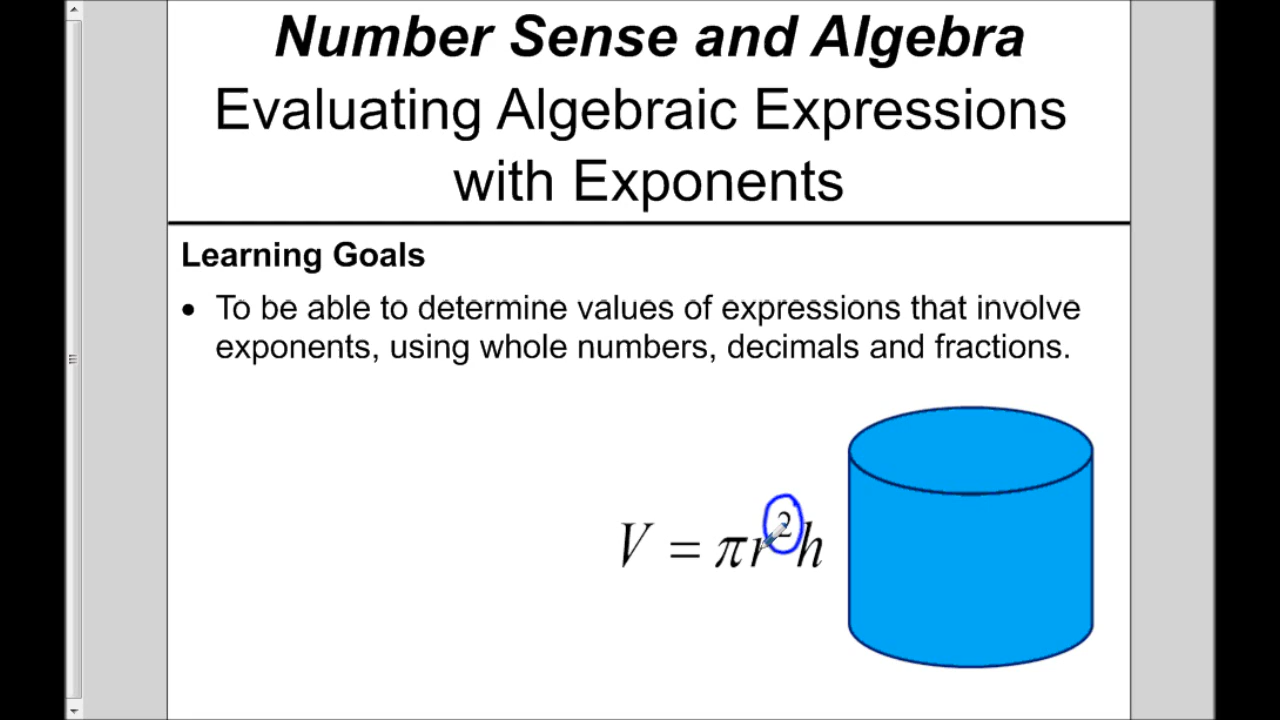 Number Sense and Algebra
Evaluating Algebraic Expressions
with Exponents
Learning Goals
• To be able to determine values of expressions that involve
exponents, using whole numbers, decimals and fractions.
V = πr²h